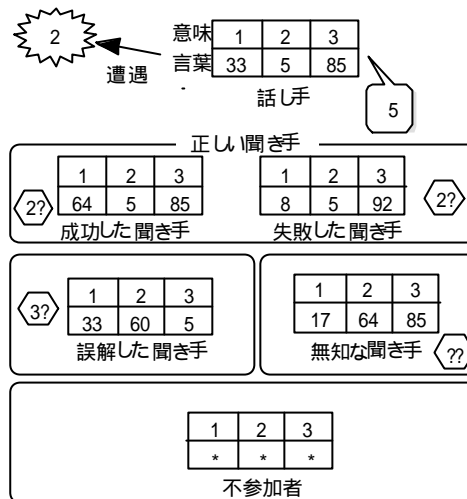 2
遭遇
意味 1 2 3
言葉 33 5 85
話し手
5
正しい聞き手
1 2 3
64 5 85
2?
成功した聞き手
1 2 3
8 5 92
2?
失敗した聞き手
3?
1 2 3
33 60 5
誤解した聞き手
1 2 3
17 64 85
無知な聞き手
??
1 2 3
* * *
不参加者